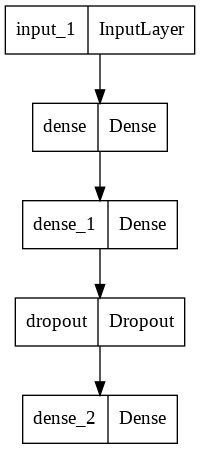 input_1 InputLayer
dense Dense
dense_1 Dense
dropout Dropout
dense_2 Dense